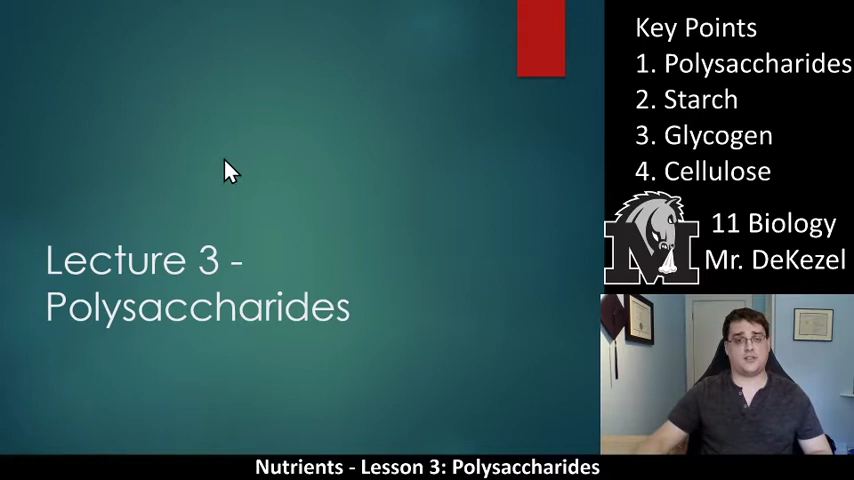 Lecture 3 -
Polysaccharides
Key Points
1. Polysaccharides
2. Starch
3. Glycogen
4. Cellulose
M
11 Biology
Mr. DeKezel
Nutrients - Lesson 3: Polysaccharides